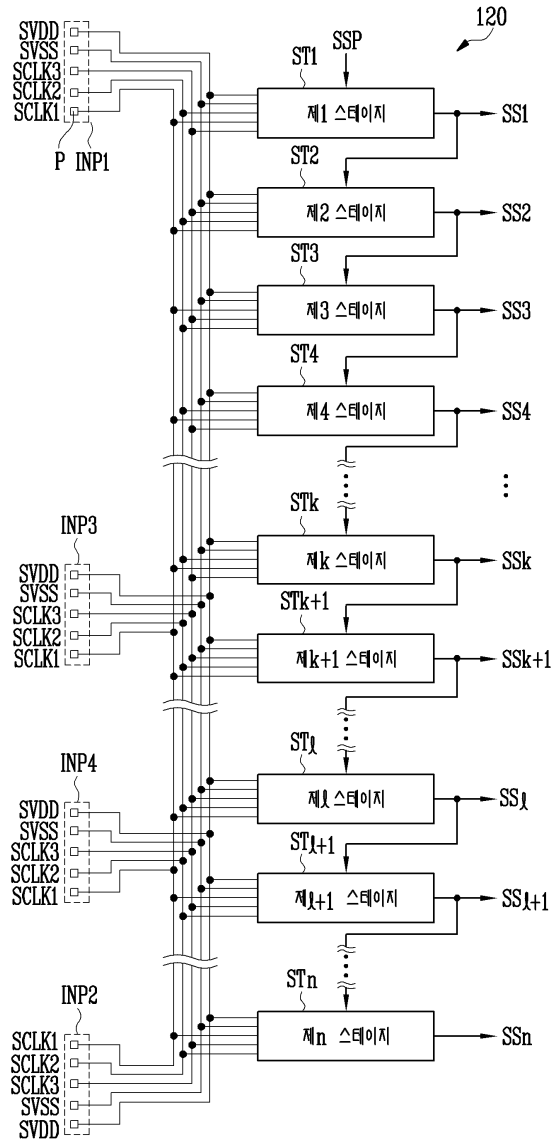 120
SVDD
SVSS
SCLK3
SCLK2
SCLK1
P
INP1
ST1
SSP
제1 스테이지
SS1
ST2
제2 스테이지
SS2
ST3
제3 스테이지
SS3
ST4
제4 스테이지
SS4
INP3
SVDD
SVSS
SCLK3
SCLK2
SCLK1
STk
제k 스테이지
SSk
STk+1
제k+1 스테이지
SSk+1
INP4
SVDD
SVSS
SCLK3
SCLK2
SCLK1
STℓ
제ℓ 스테이지
SSℓ
STℓ+1
제ℓ+1 스테이지
SSℓ+1
INP2
SCLK1
SCLK2
SCLK3
SVSS
SVDD
STn
제n 스테이지
SSn